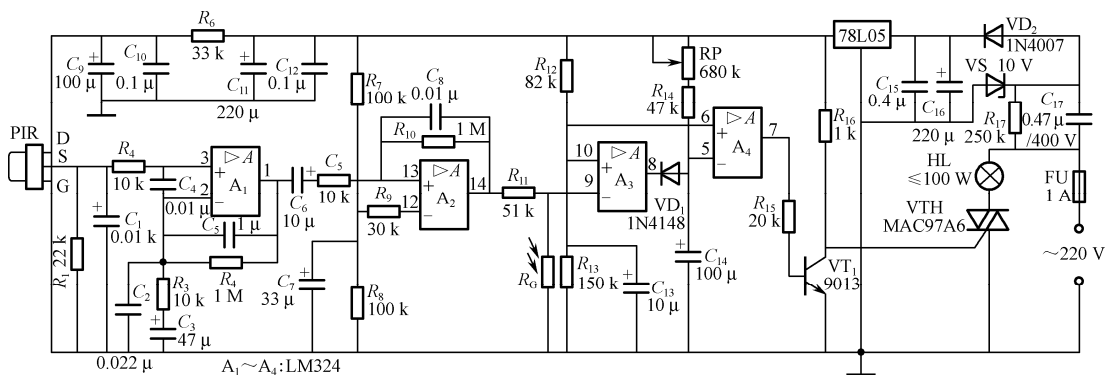 R6
33 k
C9
100 μ
C10
0.1 μ
C11
220 μ
C12
0.1 μ
PIR
D
S
G
R4
10 k
C4
0.01 μ
3
2
1
▷A
A1
+
−
C5
1 μ
R4
1 M
C1
0.01 k
R1 22 k
C2
0.022 μ
R3
10 k
C3
47 μ
C6
10 μ
C5
10 k
R7
100 k
C8
0.01 μ
R10
1 M
R9
30 k
13
12
14
▷A
A2
+
−
C7
33 μ
R8
100 k
R11
51 k
RG
R12
82 k
R13
150 k
C13
10 μ
10
9
8
▷A
A3
+
−
VD1
1N4148
RP
680 k
R14
47 k
C14
100 μ
6
5
7
▷A
A4
+
−
R15
20 k
R16
1 k
VT1
9013
78L05
C15
0.4 μ
C16
220 μ
VD2
1N4007
VS 10 V
R17
250 k
C17
0.47 μ
/400 V
HL
≤100 W
FU
1 A
VTH
MAC97A6
~220 V
A1~A4:LM324